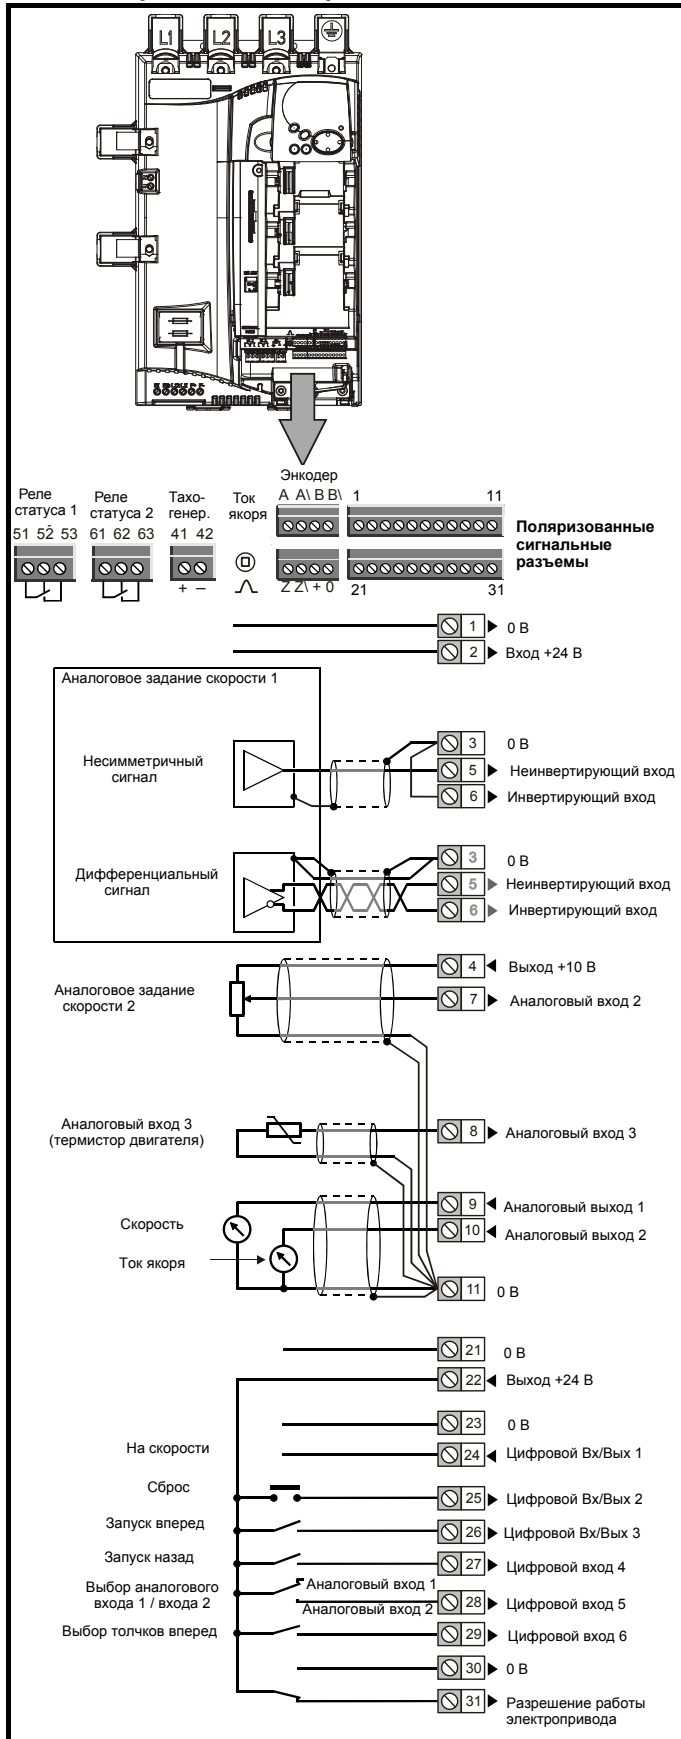 L1 L2 L3
Энкодер
Реле статуса 1
Реле статуса 2
Тахо-генер.
Ток якоря
A A\ B B\ 1 11
51 52 53 61 62 63 41 42
Поляризованные
сигнальные
разъемы
+ –
Z Z\ + 0 21 31
1 0 В
2 Вход +24 В
Аналоговое задание скорости 1
Несимметричный
сигнал
3 0 В
5 Неинвертирующий вход
6 Инвертирующий вход
Дифференциальный
сигнал
3 0 В
5 Неинвертирующий вход
6 Инвертирующий вход
Аналоговое задание
скорости 2
4 Выход +10 В
7 Аналоговый вход 2
Аналоговый вход 3
(термистор двигателя)
8 Аналоговый вход 3
Скорость
9 Аналоговый выход 1
10 Аналоговый выход 2
Ток якоря
11 0 В
21 0 В
22 Выход +24 В
23 0 В
На скорости
24 Цифровой Вх/Вых 1
Сброс
25 Цифровой Вх/Вых 2
Запуск вперед
26 Цифровой Вх/Вых 3
Запуск назад
27 Цифровой вход 4
Выбор аналогового
входа 1 / входа 2
Аналоговый вход 1
Аналоговый вход 2
28 Цифровой вход 5
Выбор толчков вперед
29 Цифровой вход 6
30 0 В
31 Разрешение работы
электропривода